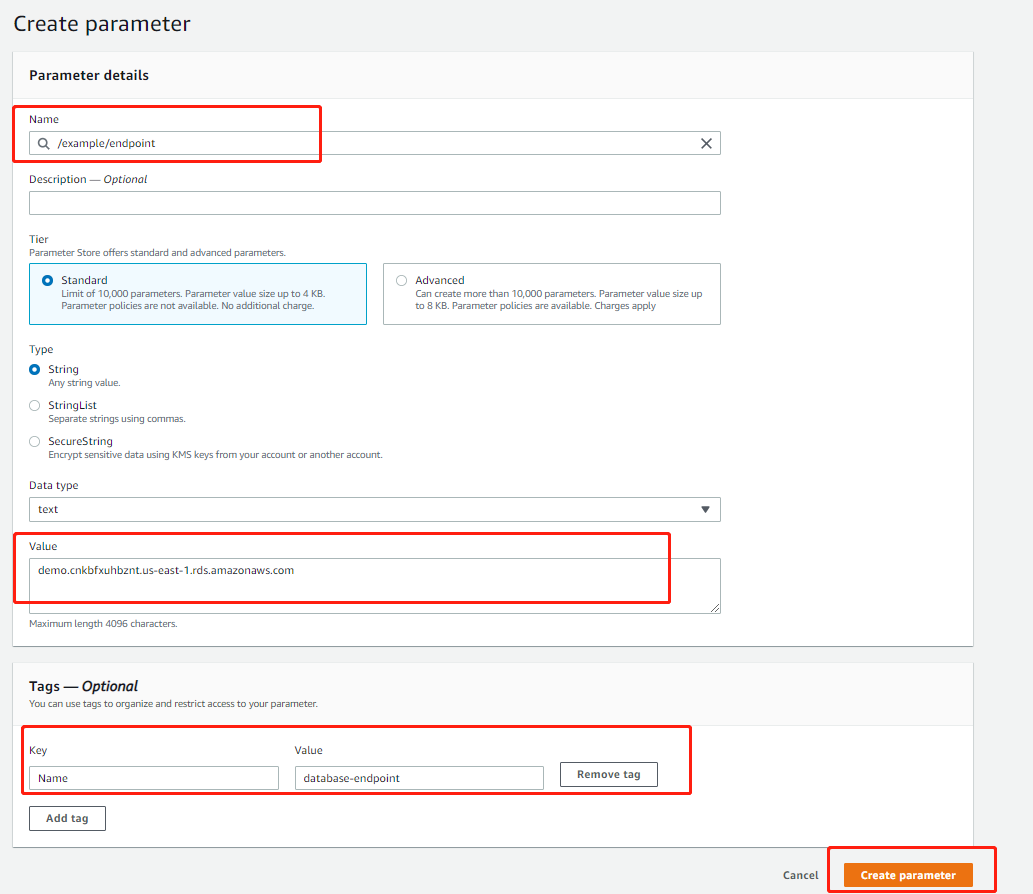 Create parameter
Parameter details
Name
/example/endpoint
Description — Optional
Tier
Parameter Store offers standard and advanced parameters.
Standard
Limit of 10,000 parameters. Parameter value size up to 4 KB.
Parameter policies are not available. No additional charge.
Advanced
Can create more than 10,000 parameters. Parameter value size up
to 8 KB. Parameter policies are available. Charges apply
Type
String
Any string value.
StringList
Separate strings using commas.
SecureString
Encrypt sensitive data using KMS keys from your account or another account.
Data type
text
Value
demo.cnkbfxuhbznt.us-east-1.rds.amazonaws.com
Maximum length 4096 characters.
Tags — Optional
You can use tags to organize and restrict access to your parameter.
Key Value
Name database-endpoint Remove tag
Add tag
Cancel Create parameter